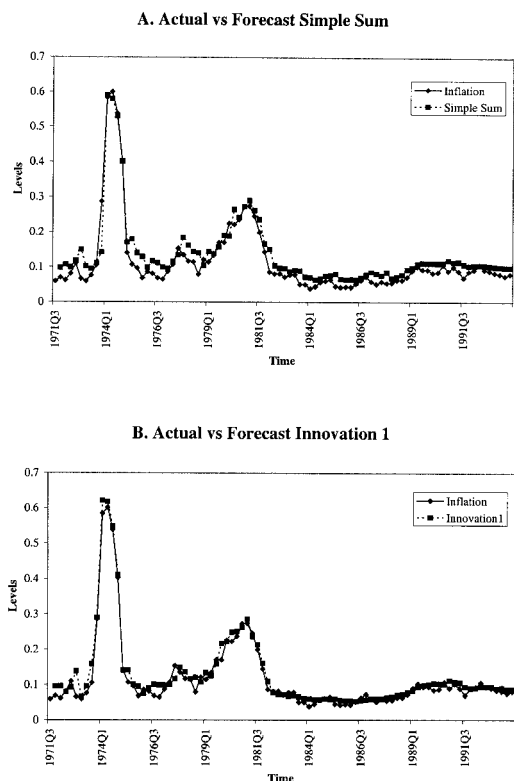 A. Actual vs Forecast Simple Sum
0.7
0.6
0.5
0.4
0.3
0.2
0.1
0
Levels
Inflation
Simple Sum
1971Q3
1974Q1
1976Q3
1979Q1
1981Q3
1984Q1
1986Q3
1989Q1
1991Q3
Time
B. Actual vs Forecast Innovation 1
0.7
0.6
0.5
0.4
0.3
0.2
0.1
0
Levels
Inflation
Innovation1
1971Q3
1974Q1
1976Q3
1979Q1
1981Q3
1984Q1
1986Q3
1989Q1
1991Q3
Time